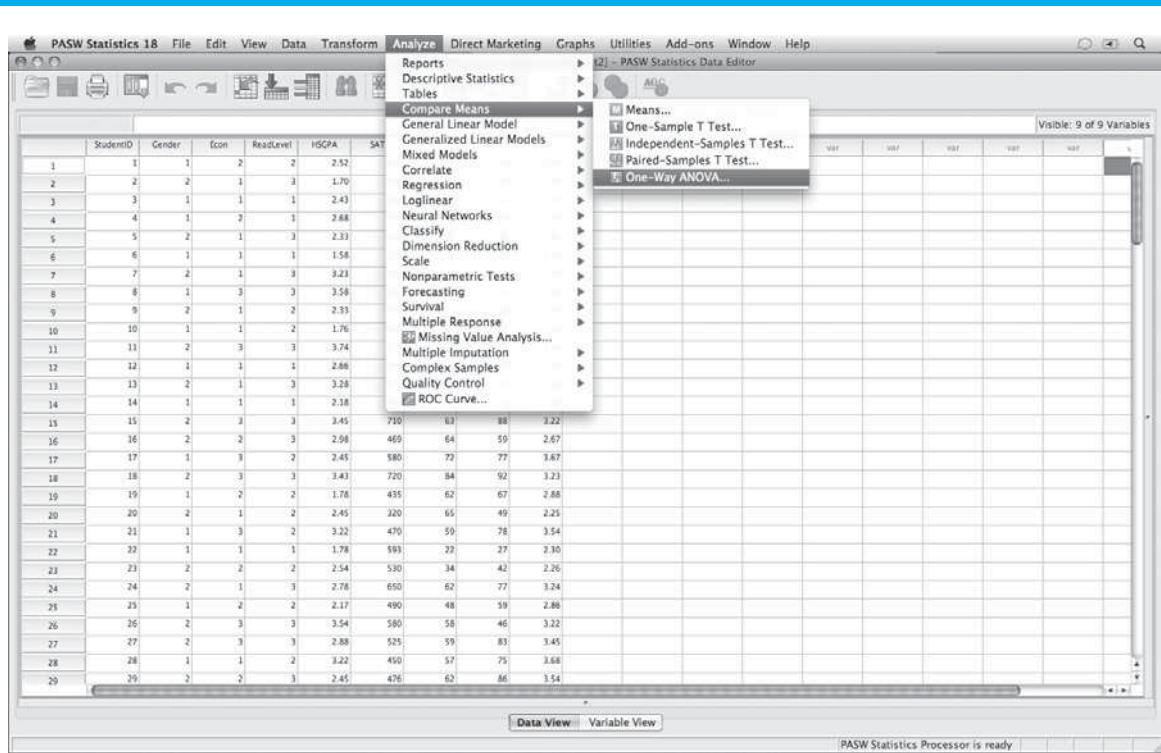 PASW Statistics 18 File Edit View Data Transform Analyze Direct Marketing Graphs Utilities Add-ons Window Help
t2] – PASW Statistics Data Editor
Reports
Descriptive Statistics
Tables
Compare Means
General Linear Model
Generalized Linear Models
Mixed Models
Correlate
Regression
Loglinear
Neural Networks
Classify
Dimension Reduction
Scale
Nonparametric Tests
Forecasting
Survival
Multiple Response
Missing Value Analysis...
Multiple Imputation
Complex Samples
Quality Control
ROC Curve...
Means...
One-Sample T Test...
Independent-Samples T Test...
Paired-Samples T Test...
One-Way ANOVA...
Visible: 9 of 9 Variables
StudentID Gender Econ ReadLevel HSGPA SAT var var var var var
1 1 1 2 2 2.52
2 2 2 1 3 1.70
3 3 1 1 1 2.43
4 4 1 2 1 2.68
5 5 2 1 3 2.33
6 6 1 1 1 1.58
7 7 2 1 3 3.23
8 8 1 3 3 3.58
9 9 2 1 2 2.33
10 10 1 1 2 1.76
11 11 2 3 3 3.74
12 12 1 1 1 2.66
13 13 2 1 3 3.28
14 14 1 1 1 2.18
15 15 2 3 3 3.45 710 63 88 3.22
16 16 2 2 3 2.98 469 64 59 2.67
17 17 1 3 2 2.45 580 72 77 3.67
18 18 2 3 3 3.43 720 84 92 3.23
19 19 1 2 2 1.78 435 62 67 2.88
20 20 2 1 2 2.45 320 65 49 2.25
21 21 1 3 2 3.22 470 59 78 3.54
22 22 1 1 1 1.78 593 22 27 2.30
23 23 2 2 2 2.54 530 34 42 2.26
24 24 2 1 3 2.78 650 62 77 3.24
25 25 1 2 2 2.17 490 48 59 2.86
26 26 2 3 3 3.54 580 58 46 3.22
27 27 2 3 3 2.88 525 59 83 3.45
28 28 1 1 2 3.22 450 57 75 3.68
29 29 2 2 3 2.45 476 62 86 3.54
Data View Variable View
PASW Statistics Processor is ready